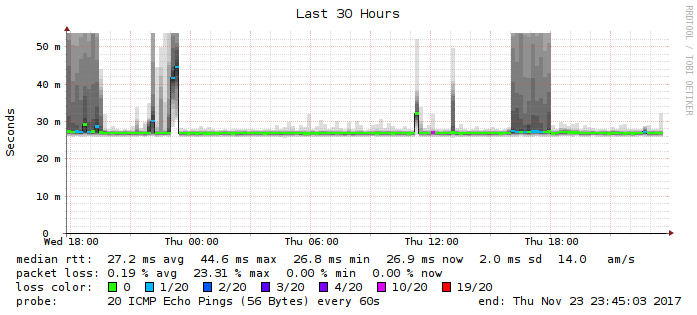 Last 30 Hours
RRDTOOL / TOBI OETIKER
Seconds
50 m
40 m
30 m
20 m
10 m
0
Wed 18:00 Thu 00:00 Thu 06:00 Thu 12:00 Thu 18:00
median rtt: 27.2 ms avg 44.6 ms max 26.8 ms min 26.9 ms now 2.0 ms sd 14.0 am/s
packet loss: 0.19 % avg 23.31 % max 0.00 % min 0.00 % now
loss color: 0 1/20 2/20 3/20 4/20 10/20 19/20
probe: 20 ICMP Echo Pings (56 Bytes) every 60s end: Thu Nov 23 23:45:03 2017